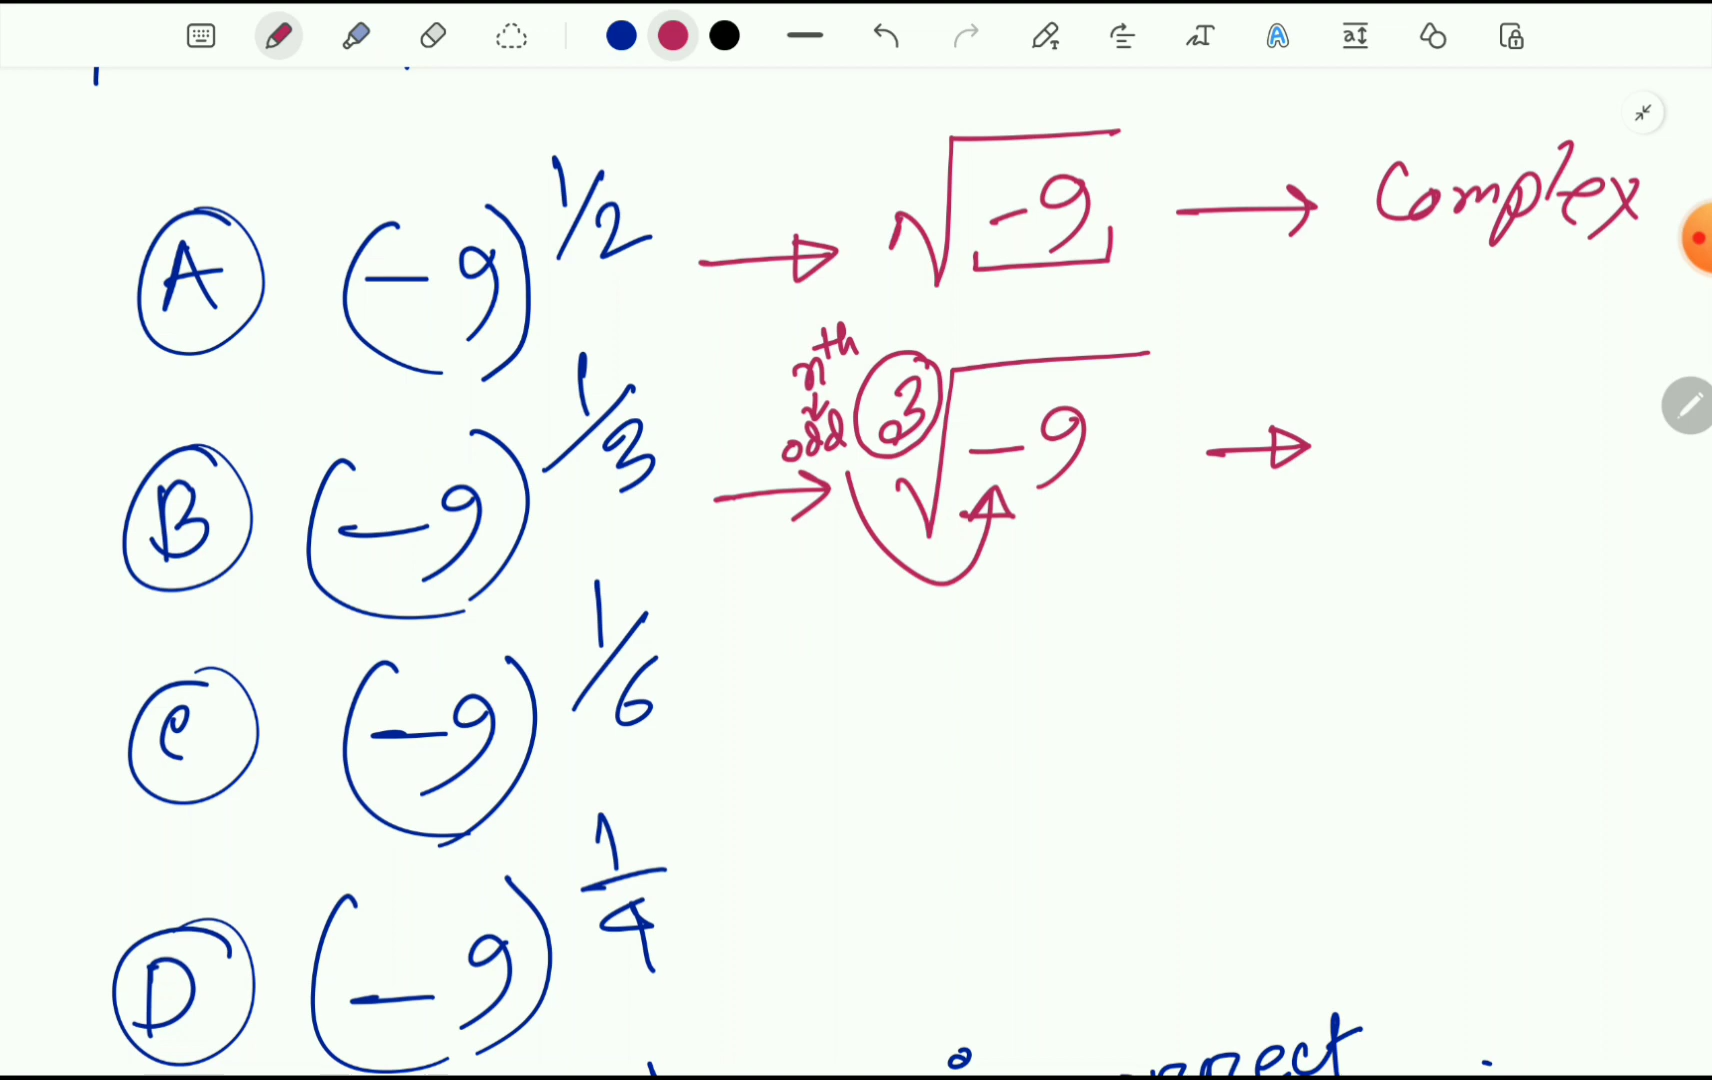 A (-9)^1/2 → √-9 → Complex
nth
↓
odd
B (-9)^1/3 → ³√-9 →
C (-9)^1/6
D (-9)^1/4